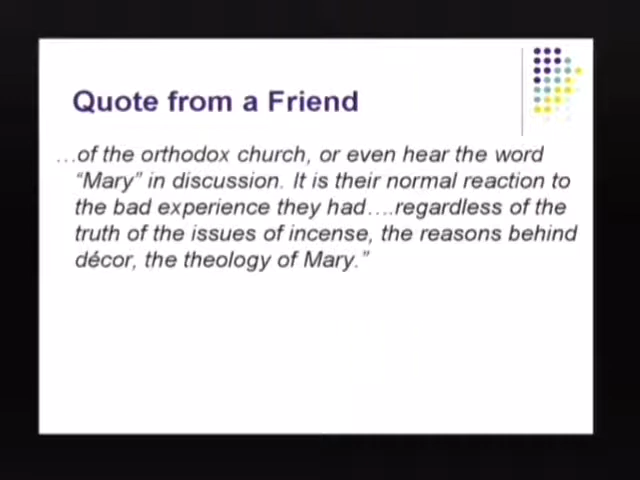 Quote from a Friend
…of the orthodox church, or even hear the word
“Mary” in discussion. It is their normal reaction to
the bad experience they had….regardless of the
truth of the issues of incense, the reasons behind
décor, the theology of Mary.”